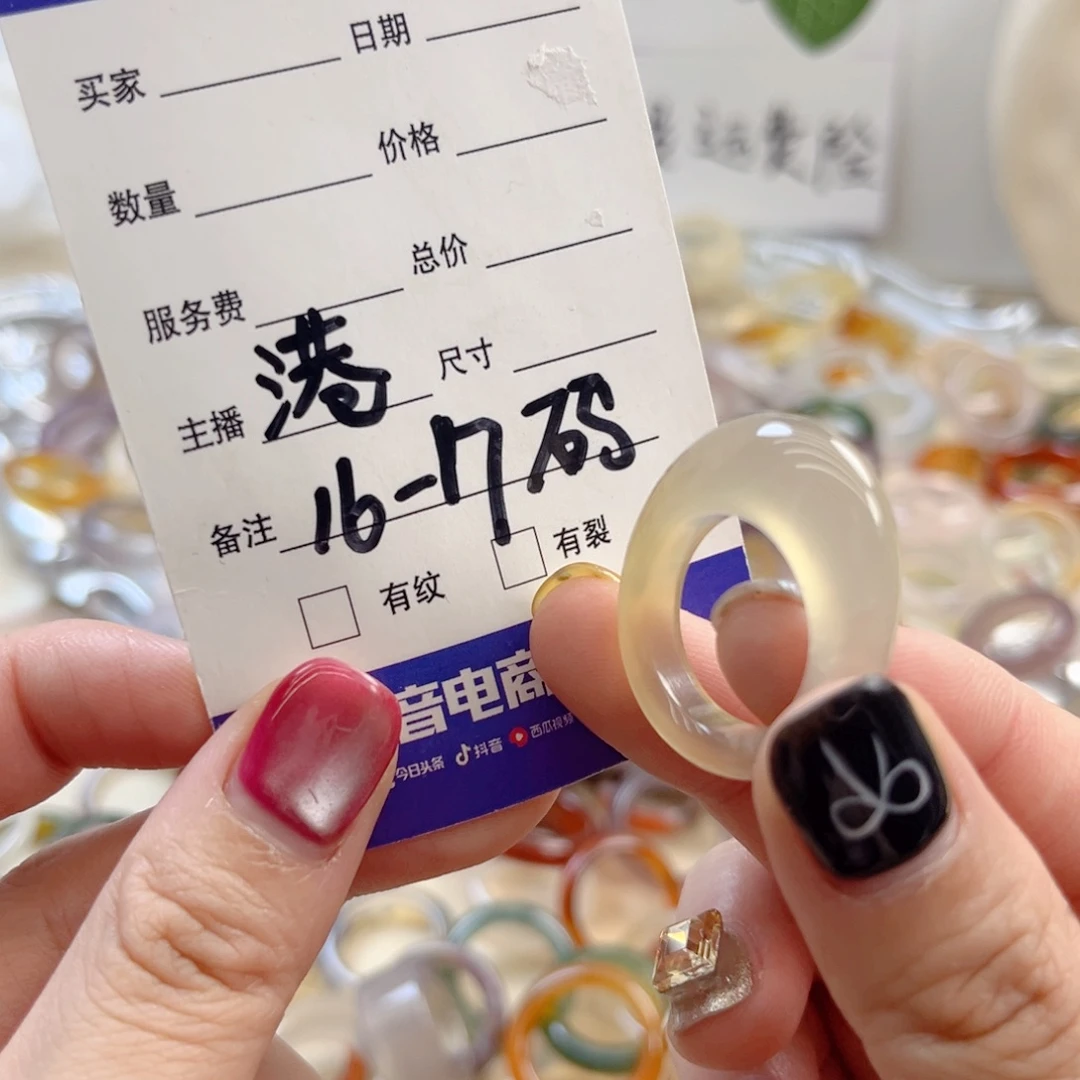 日期
买家
价格
数量
总价
服务费
尺寸
主播 港
16-17码
备注
有裂
有纹
音电商
今日头条 抖音 西瓜视频